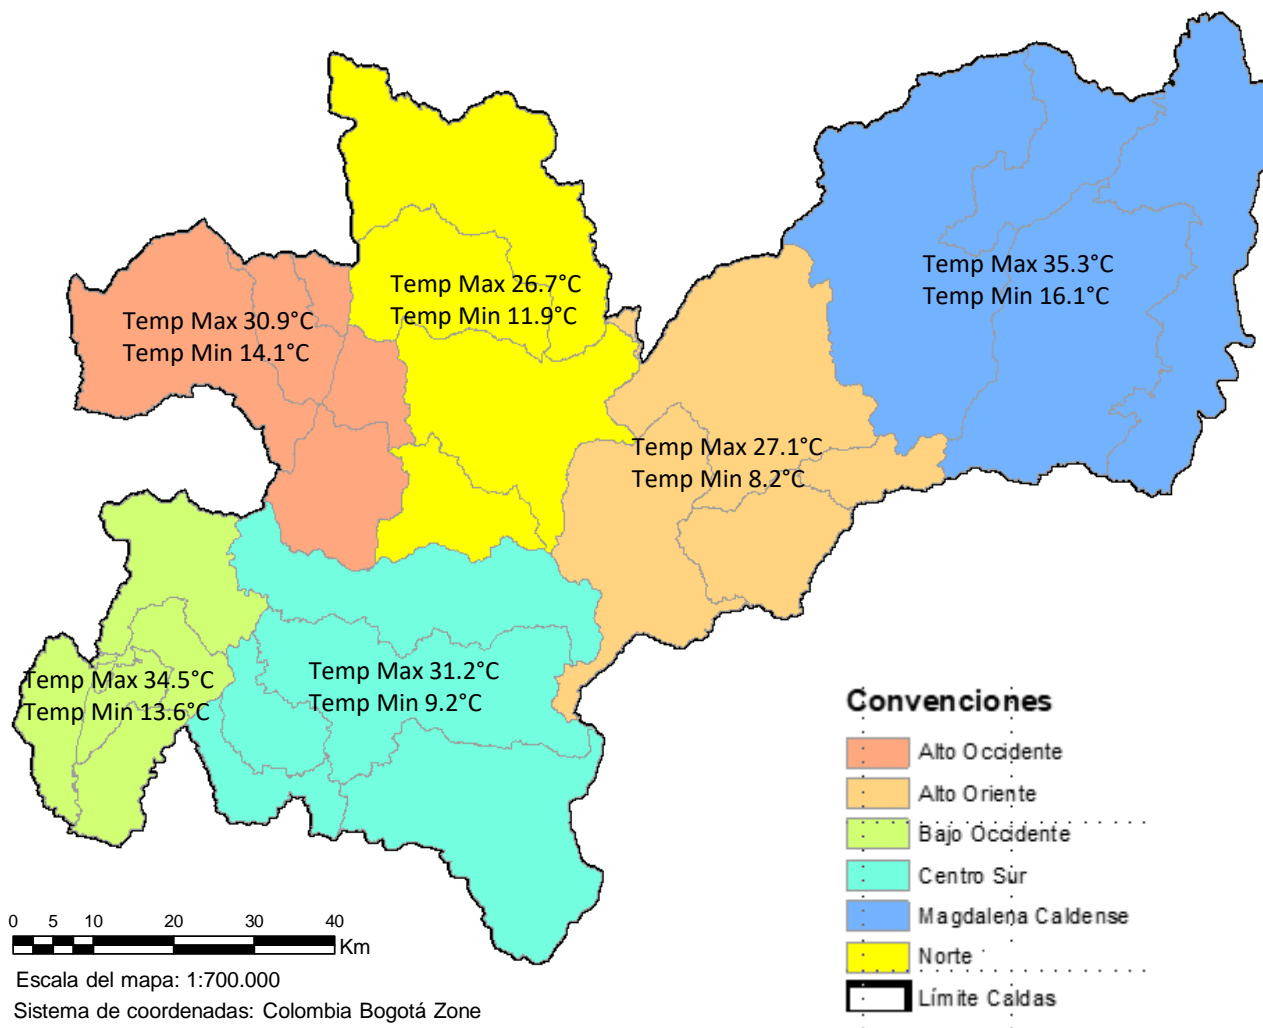 Temp Max 26.7°C
Temp Min 11.9°C
Temp Max 35.3°C
Temp Min 16.1°C
Temp Max 30.9°C
Temp Min 14.1°C
Temp Max 27.1°C
Temp Min 8.2°C
Temp Max 34.5°C
Temp Min 13.6°C
Temp Max 31.2°C
Temp Min 9.2°C
Convenciones
Alto Occidente
Alto Oriente
Bajo Occidente
Centro Sur
Magdalena Caldense
Norte
Límite Caldas
0 5 10 20 30 40
Km
Escala del mapa: 1:700.000
Sistema de coordenadas: Colombia Bogotá Zone